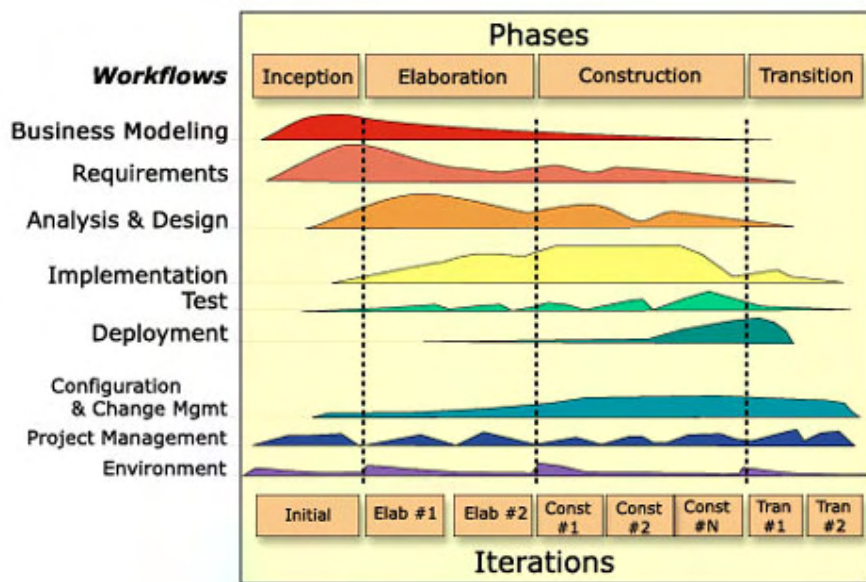 Phases
Workflows
Inception
Elaboration
Construction
Transition
Business Modeling
Requirements
Analysis & Design
Implementation
Test
Deployment
Configuration
& Change Mgmt
Project Management
Environment
Initial
Elab #1
Elab #2
Const
#1
Const
#2
Const
#N
Tran
#1
Tran
#2
Iterations